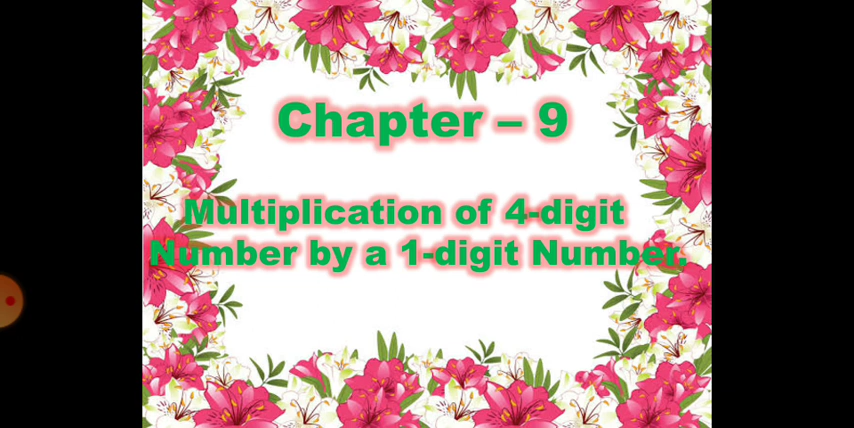 Chapter – 9
Multiplication of 4-digit
Number by a 1-digit Number.